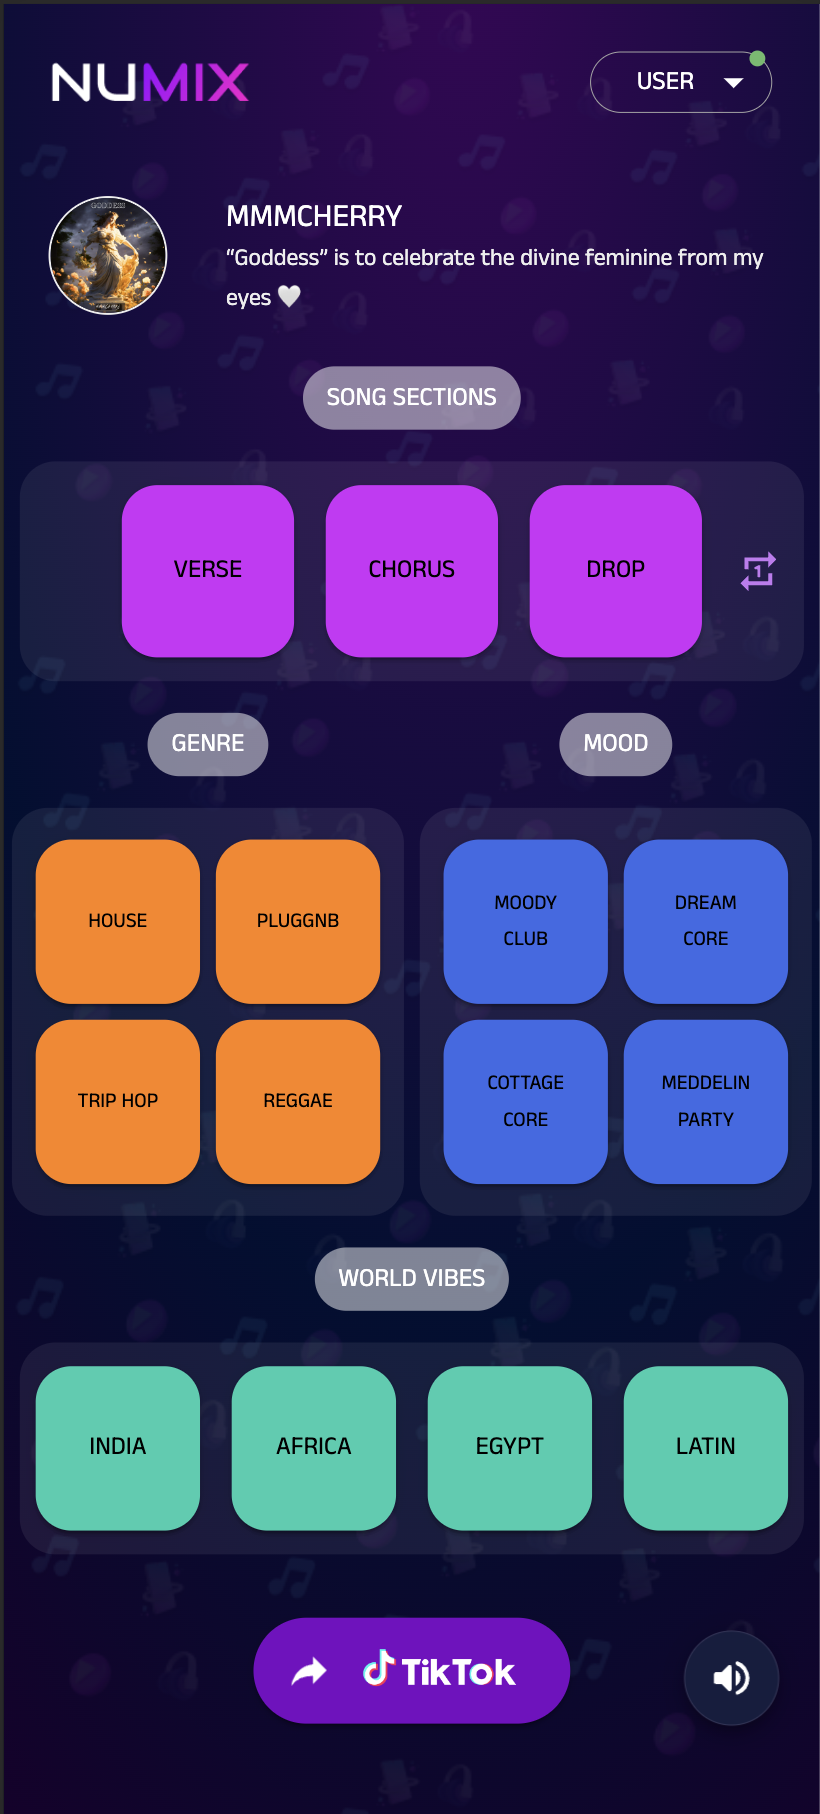 NUMIX
USER
GODDESS
MMMCHERRY
“Goddess” is to celebrate the divine feminine from my
eyes 🤍
SONG SECTIONS
VERSE
CHORUS
DROP
1
GENRE
MOOD
HOUSE
PLUGGNB
MOODY
CLUB
DREAM
CORE
TRIP HOP
REGGAE
COTTAGE
CORE
MEDDELIN
PARTY
WORLD VIBES
INDIA
AFRICA
EGYPT
LATIN
TikTok